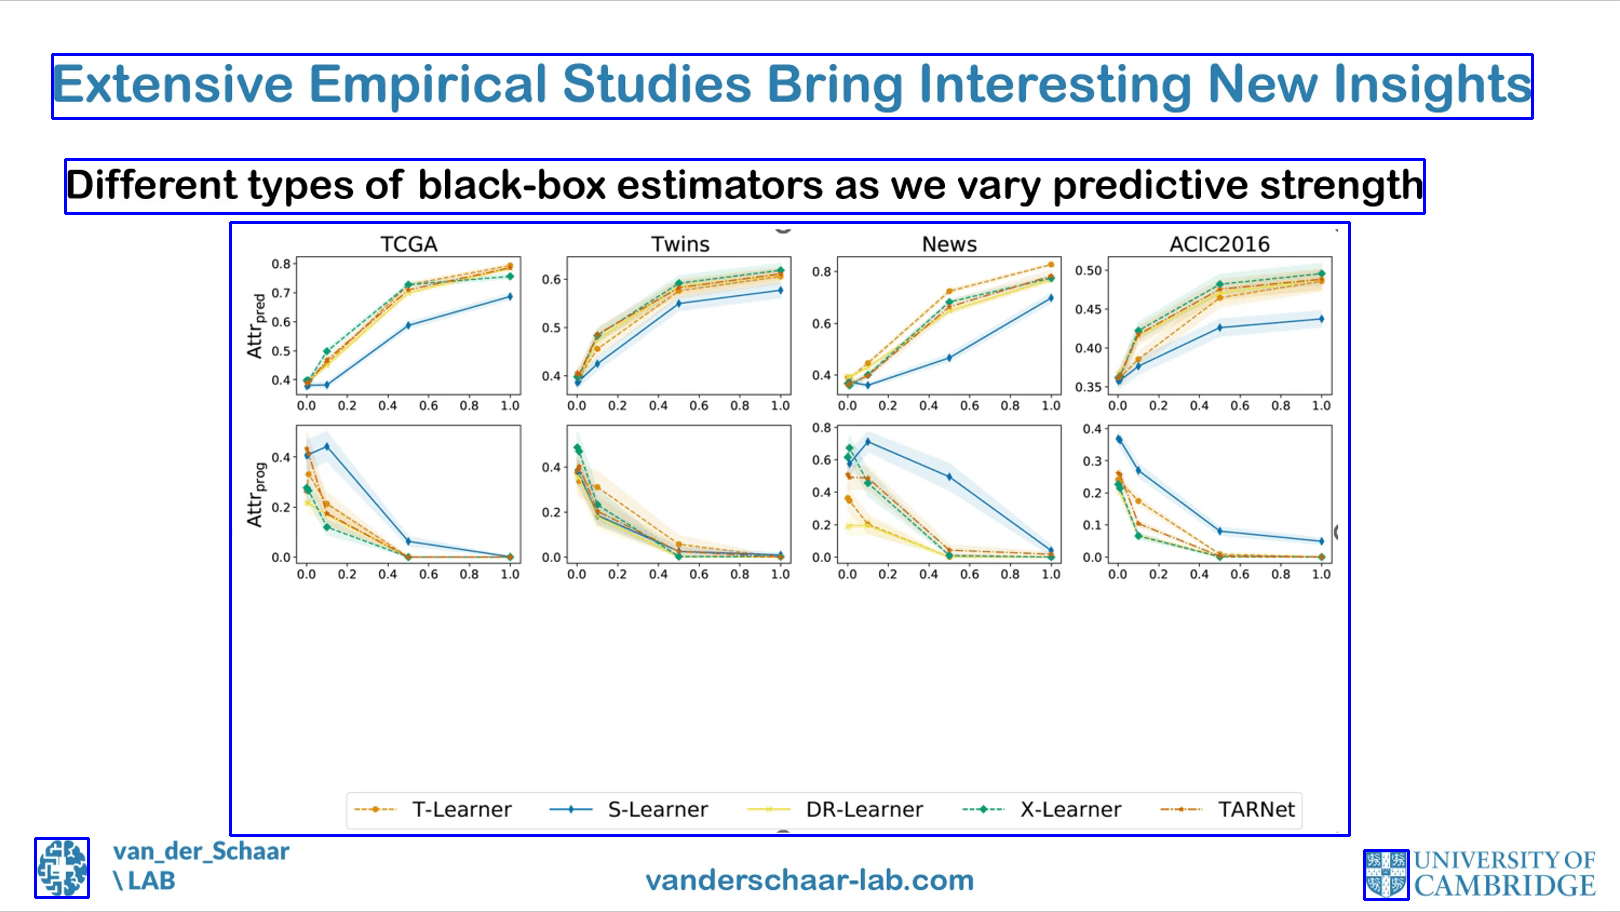 Extensive Empirical Studies Bring Interesting New Insights
Different types of black-box estimators as we vary predictive strength
TCGA Twins News ACIC2016
Attrpred
0.8 0.7 0.6 0.5 0.4
0.0 0.2 0.4 0.6 0.8 1.0
0.6 0.5 0.4
0.0 0.2 0.4 0.6 0.8 1.0
0.8 0.6 0.4
0.0 0.2 0.4 0.6 0.8 1.0
0.50 0.45 0.40 0.35
0.0 0.2 0.4 0.6 0.8 1.0
Attrprog
0.4 0.2 0.0
0.0 0.2 0.4 0.6 0.8 1.0
0.4 0.2 0.0
0.0 0.2 0.4 0.6 0.8 1.0
0.8 0.6 0.4 0.2 0.0
0.0 0.2 0.4 0.6 0.8 1.0
0.4 0.3 0.2 0.1 0.0
0.0 0.2 0.4 0.6 0.8 1.0
T-Learner S-Learner DR-Learner X-Learner TARNet
van_der_Schaar
\ LAB
vanderschaar-lab.com
UNIVERSITY OF
CAMBRIDGE